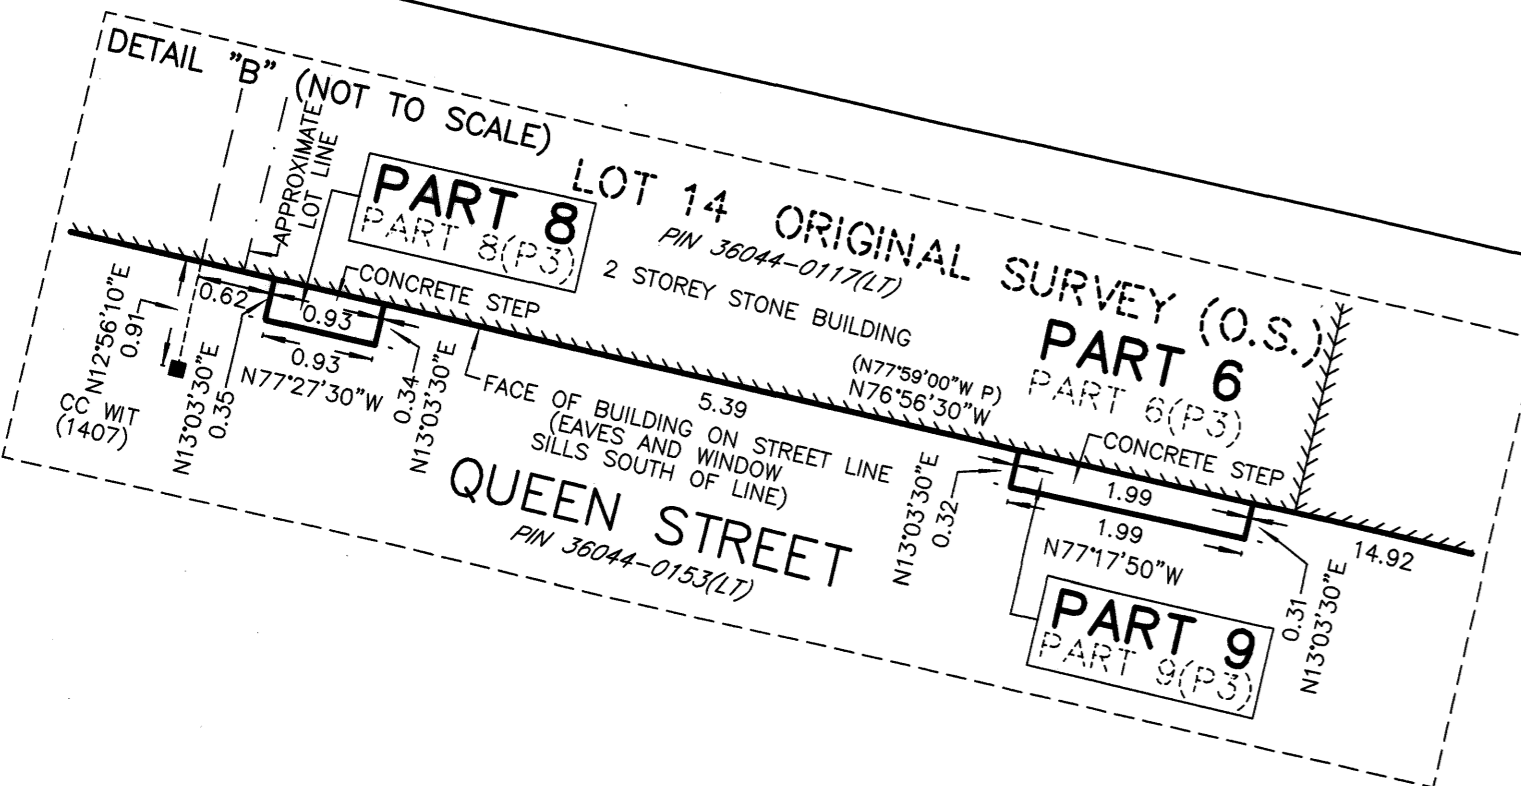 DETAIL "B" (NOT TO SCALE)
APPROXIMATE
LOT LINE
PART 8
PART 8(P3)
LOT 14 ORIGINAL SURVEY (O.S.)
PIN 36044-0117(LT)
2 STOREY STONE BUILDING
CONCRETE STEP
PART 6
PART 6(P3)
(N77°59'00"W P)
N76°56'30"W
CONCRETE STEP
N12°56'10"E
0.91
0.62
0.93
0.93
N77°27'30"W
CC WIT
(1407)
N13°03'30"E
0.35
0.34
N13°03'30"E
5.39
FACE OF BUILDING ON STREET LINE
(EAVES AND WINDOW
SILLS SOUTH OF LINE)
QUEEN STREET
PIN 36044-0153(LT)
N13°03'30"E
0.32
1.99
1.99
N77°17'50"W
14.92
0.31
N13°03'30"E
PART 9
PART 9(P3)